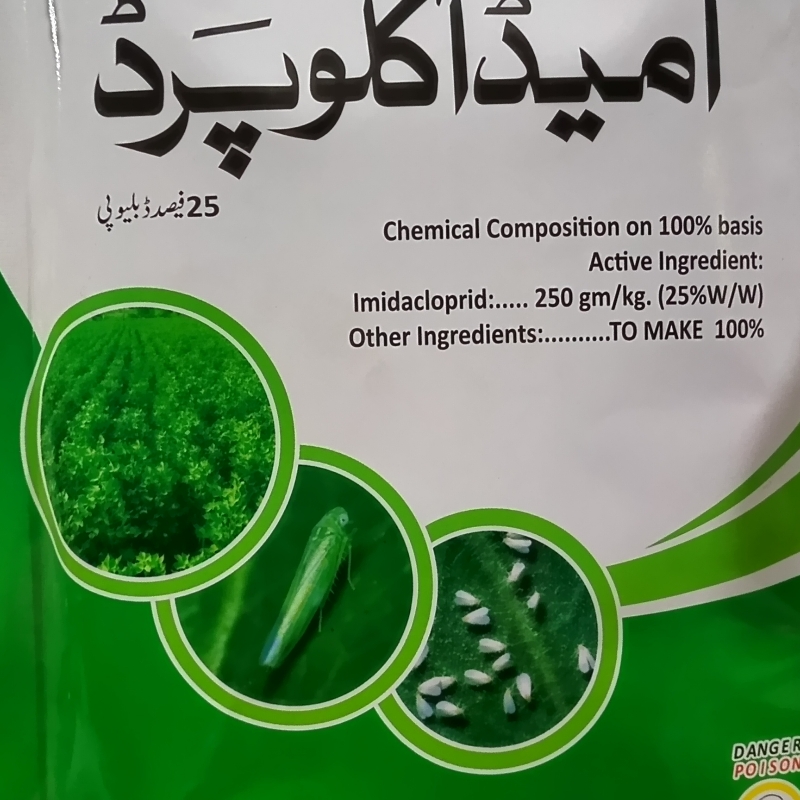 امیڈاکلوپرڈ
25 فیصد ڈبلیو پی
Chemical Composition on 100% basis
Active Ingredient:
Imidacloprid:..... 250 gm/kg. (25%W/W)
Other Ingredients:..........TO MAKE 100%
DANGER
POISON